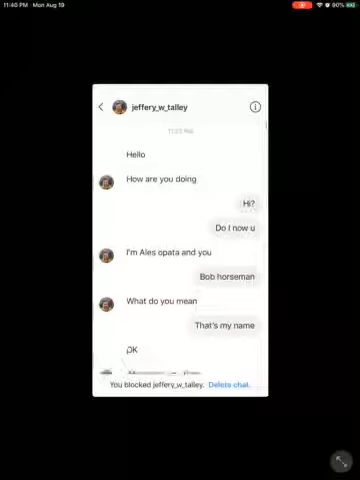 11:40 PM Mon Aug 19
90%
jeffery_w_talley
Hello
How are you doing
Hi?
Do I now u
I'm Ales opata and you
Bob horseman
What do you mean
That's my name
OK
You blocked jeffery_w_talley. Delete chat.